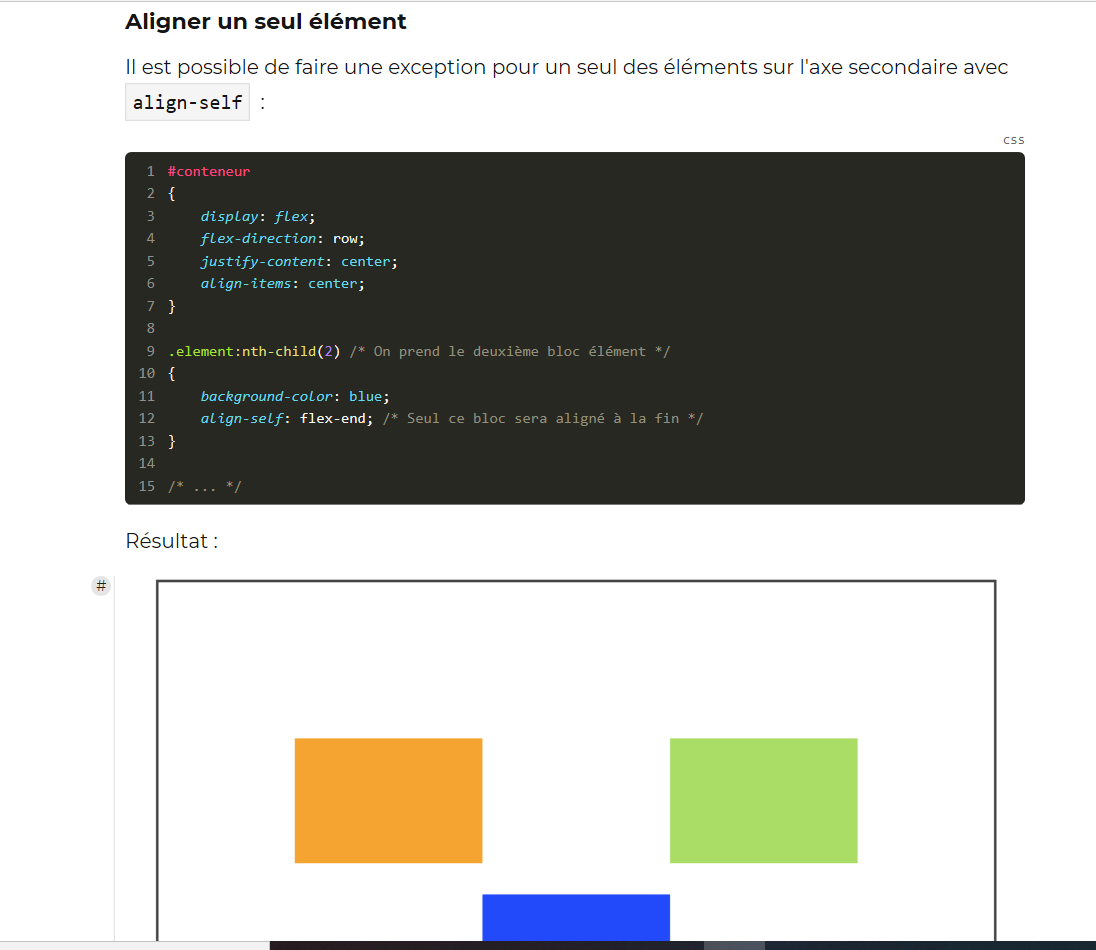 Aligner un seul élément
Il est possible de faire une exception pour un seul des éléments sur l'axe secondaire avec
align-self :
css
1 #conteneur
2 {
3     display: flex;
4     flex-direction: row;
5     justify-content: center;
6     align-items: center;
7 }
8
9 .element:nth-child(2) /* On prend le deuxième bloc élément */
10 {
11     background-color: blue;
12     align-self: flex-end; /* Seul ce bloc sera aligné à la fin */
13 }
14
15 /* ... */
Résultat :
#